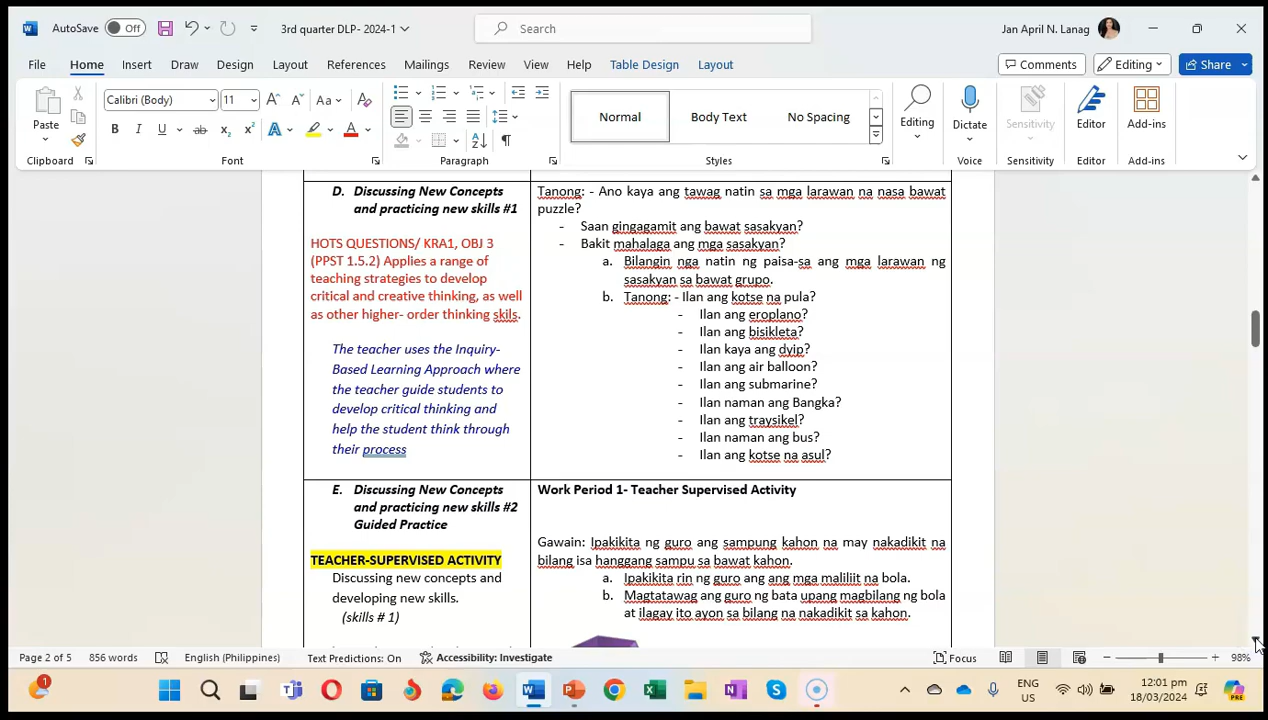 AutoSave Off 3rd quarter DLP- 2024-1 Search Jan April N. Lanag
File Home Insert Draw Design Layout References Mailings Review View Help Table Design Layout Comments Editing Share
Calibri (Body) 11 Aa
Paste B I U ab x2 x2 A A Normal Body Text No Spacing Editing Dictate Sensitivity Editor Add-ins
Clipboard Font Paragraph Styles Voice Sensitivity Editor Add-ins
D. Discussing New Concepts
and practicing new skills #1
HOTS QUESTIONS/ KRA1, OBJ 3
(PPST 1.5.2) Applies a range of
teaching strategies to develop
critical and creative thinking, as well
as other higher- order thinking skils.
The teacher uses the Inquiry-
Based Learning Approach where
the teacher guide students to
develop critical thinking and
help the student think through
their process
Tanong: - Ano kaya ang tawag natin sa mga larawan na nasa bawat
puzzle?
- Saan gingagamit ang bawat sasakyan?
- Bakit mahalaga ang mga sasakyan?
a. Bilangin nga natin ng paisa-sa ang mga larawan ng
sasakyan sa bawat grupo.
b. Tanong: - Ilan ang kotse na pula?
- Ilan ang eroplano?
- Ilan ang bisikleta?
- Ilan kaya ang dyip?
- Ilan ang air balloon?
- Ilan ang submarine?
- Ilan naman ang Bangka?
- Ilan ang traysikel?
- Ilan naman ang bus?
- Ilan ang kotse na asul?
E. Discussing New Concepts
and practicing new skills #2
Guided Practice
TEACHER-SUPERVISED ACTIVITY
Discussing new concepts and
developing new skills.
(skills # 1)
Work Period 1- Teacher Supervised Activity
Gawain: Ipakikita ng guro ang sampung kahon na may nakadikit na
bilang isa hanggang sampu sa bawat kahon.
a. Ipakikita rin ng guro ang ang mga maliliit na bola.
b. Magtatawag ang guro ng bata upang magbilang ng bola
at ilagay ito ayon sa bilang na nakadikit sa kahon.
Page 2 of 5 856 words English (Philippines) Text Predictions: On Accessibility: Investigate Focus 98%
1 ENG 12:01 pm
US 18/03/2024 PRE